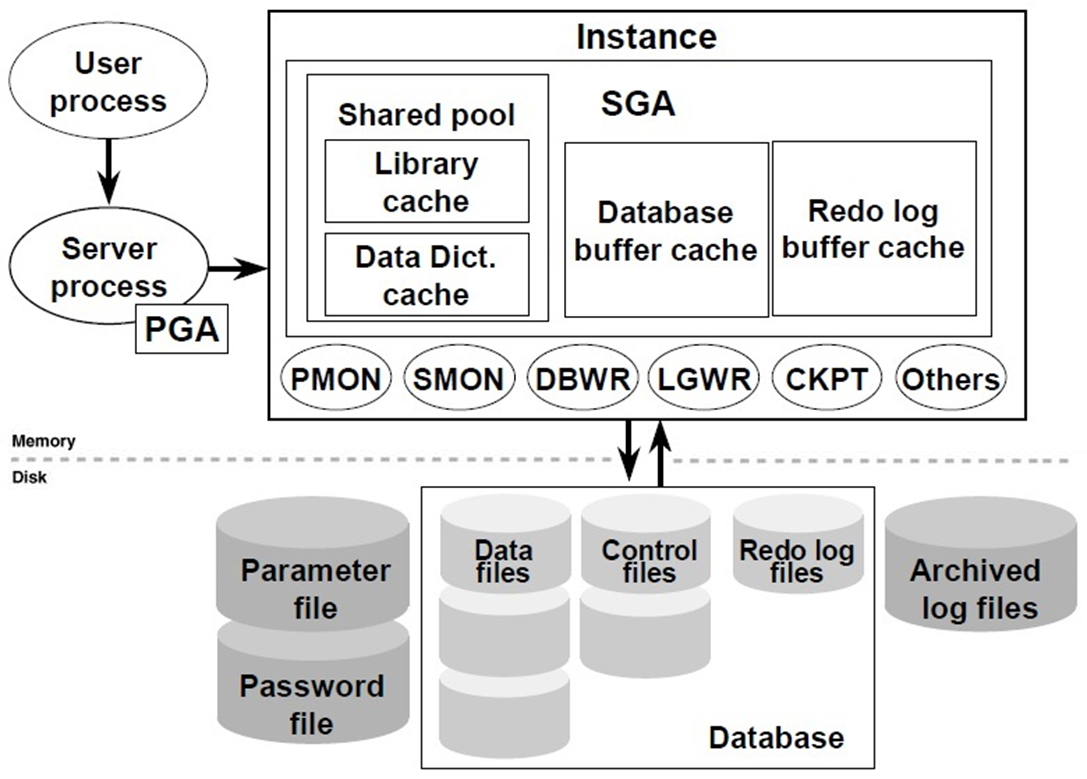 User
process
Server
process
PGA
Instance
SGA
Shared pool
Library
cache
Data Dict.
cache
Database
buffer cache
Redo log
buffer cache
PMON
SMON
DBWR
LGWR
CKPT
Others
Memory
Disk
Parameter
file
Password
file
Data
files
Control
files
Redo log
files
Database
Archived
log files